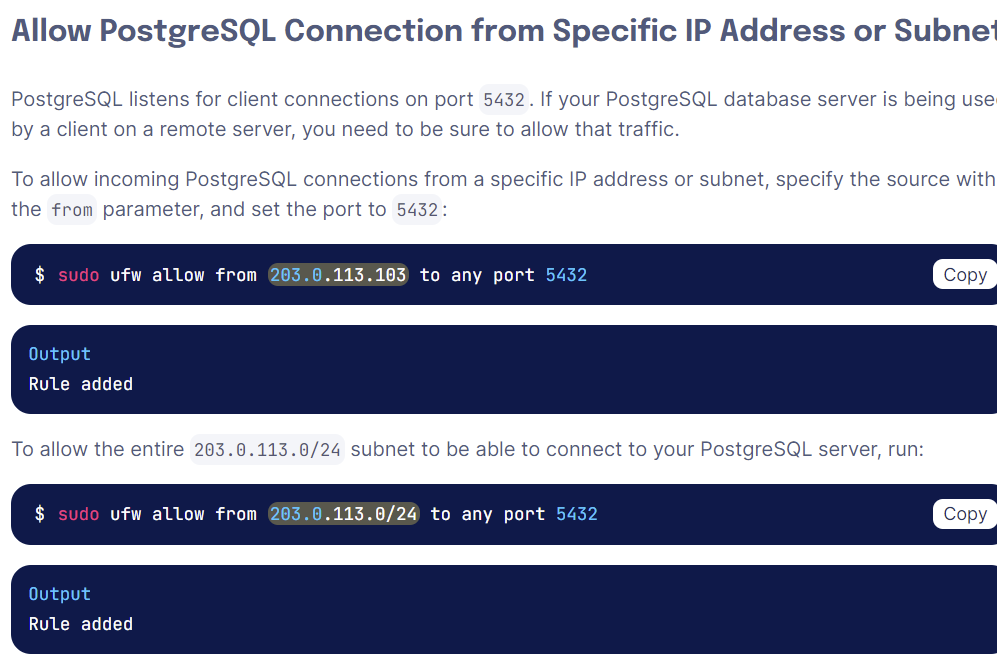 Allow PostgreSQL Connection from Specific IP Address or Subnet
PostgreSQL listens for client connections on port 5432. If your PostgreSQL database server is being used
by a client on a remote server, you need to be sure to allow that traffic.
To allow incoming PostgreSQL connections from a specific IP address or subnet, specify the source with
the from parameter, and set the port to 5432:
$ sudo ufw allow from 203.0.113.103 to any port 5432
Copy
Output
Rule added
To allow the entire 203.0.113.0/24 subnet to be able to connect to your PostgreSQL server, run:
$ sudo ufw allow from 203.0.113.0/24 to any port 5432
Copy
Output
Rule added